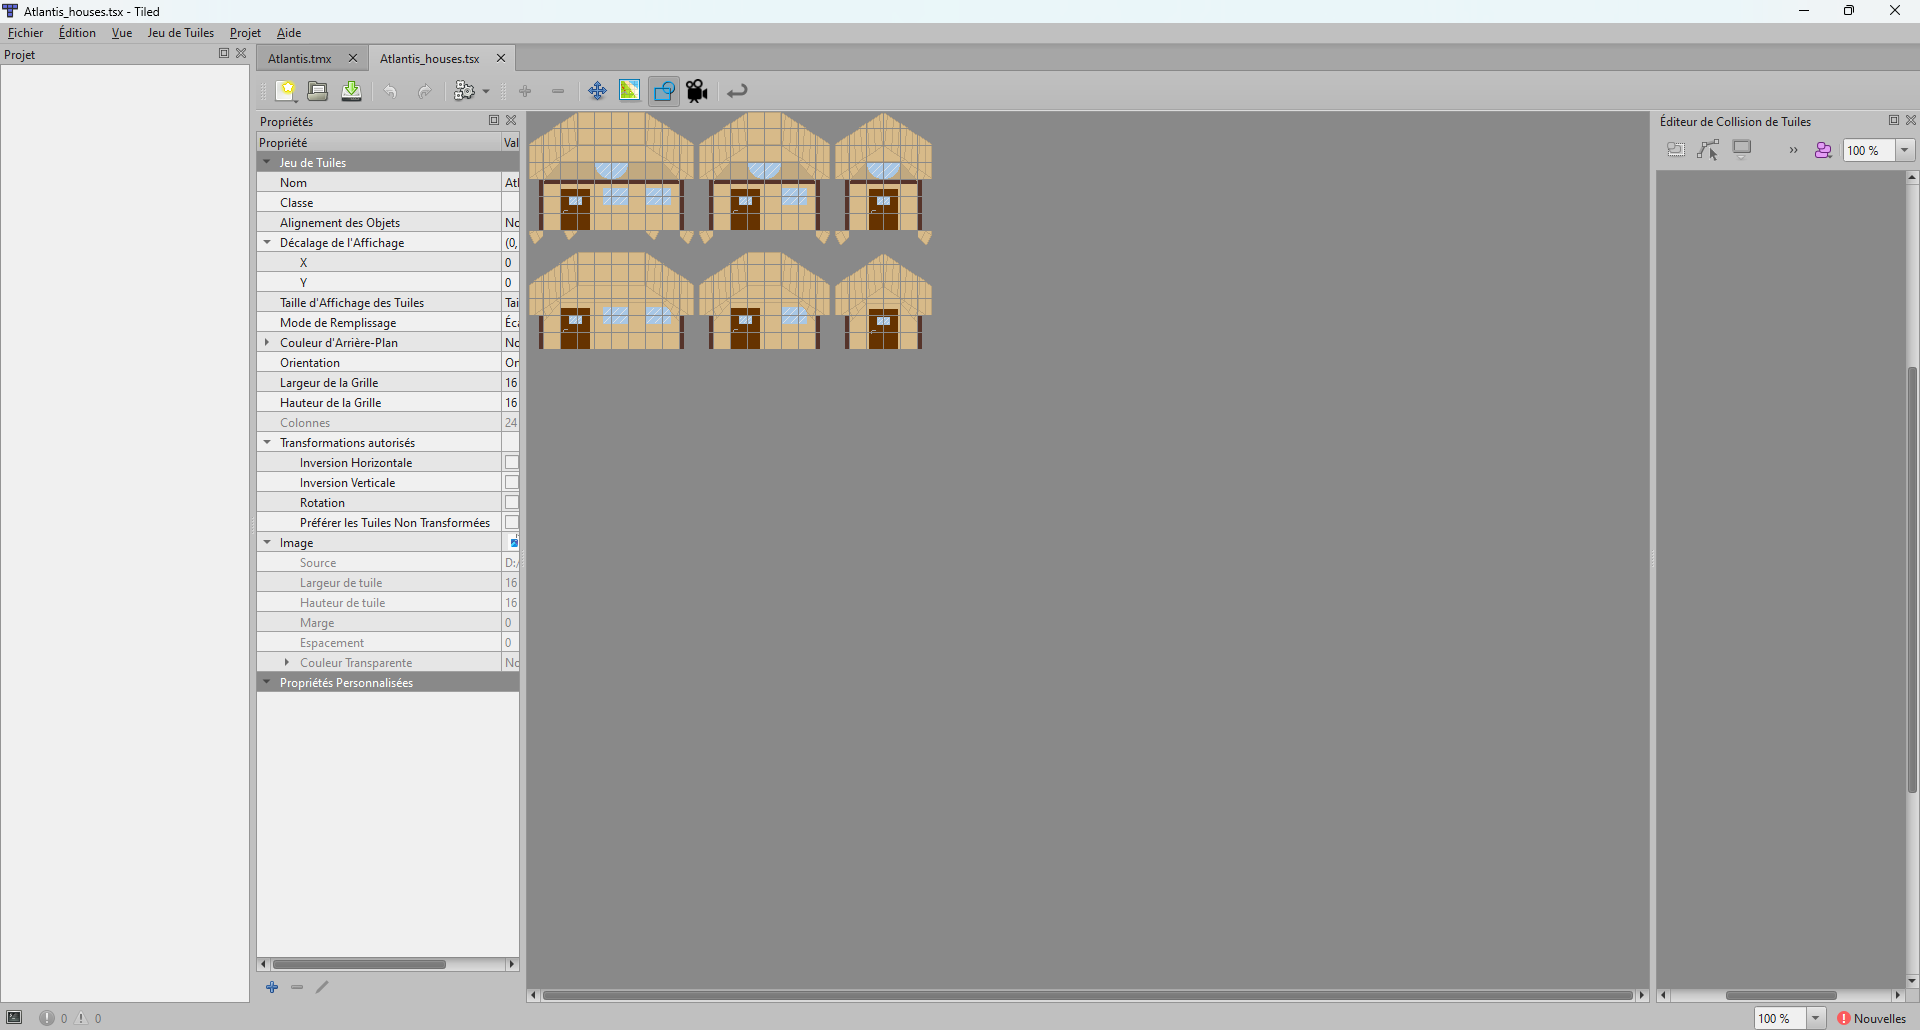 Atlantis_houses.tsx - Tiled
Fichier Édition Vue Jeu de Tuiles Projet Aide
Projet
Atlantis.tmx Atlantis_houses.tsx
Propriétés
Propriété Val
Jeu de Tuiles
Nom Atl
Classe
Alignement des Objets No
Décalage de l'Affichage (0,
X 0
Y 0
Taille d'Affichage des Tuiles Tai
Mode de Remplissage Éca
Couleur d'Arrière-Plan No
Orientation Or
Largeur de la Grille 16
Hauteur de la Grille 16
Colonnes 24
Transformations autorisés
Inversion Horizontale
Inversion Verticale
Rotation
Préférer les Tuiles Non Transformées
Image
Source D:/
Largeur de tuile 16
Hauteur de tuile 16
Marge 0
Espacement 0
Couleur Transparente No
Propriétés Personnalisées
Éditeur de Collision de Tuiles
» 100 %
0 0
100 % Nouvelles